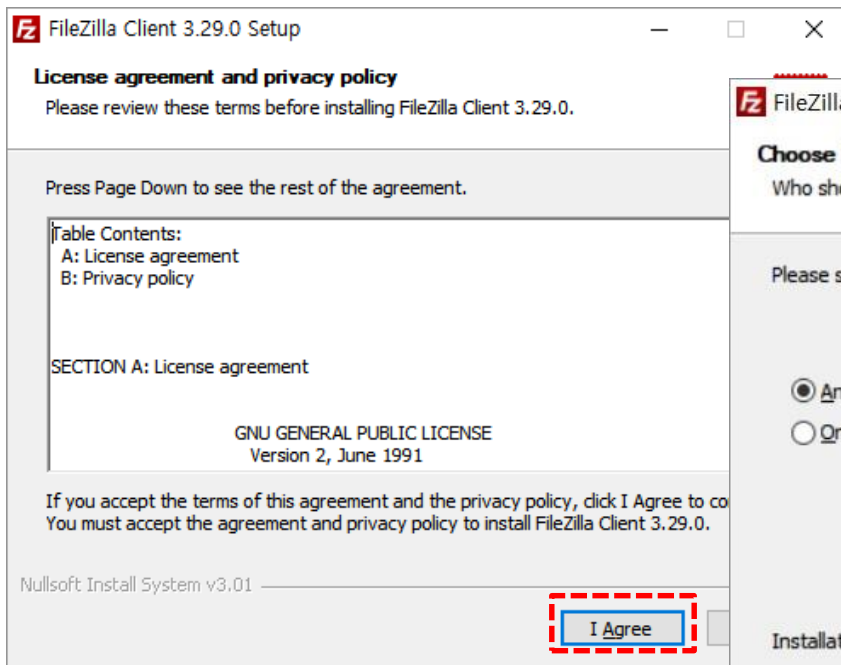 FileZilla Client 3.29.0 Setup
License agreement and privacy policy
Please review these terms before installing FileZilla Client 3.29.0.
Press Page Down to see the rest of the agreement.
Table Contents:
A: License agreement
B: Privacy policy
SECTION A: License agreement
GNU GENERAL PUBLIC LICENSE
Version 2, June 1991
If you accept the terms of this agreement and the privacy policy, click I Agree to
You must accept the agreement and privacy policy to install FileZilla Client 3.29.0.
Nullsoft Install System v3.01
I Agree
Choose
Who
Please